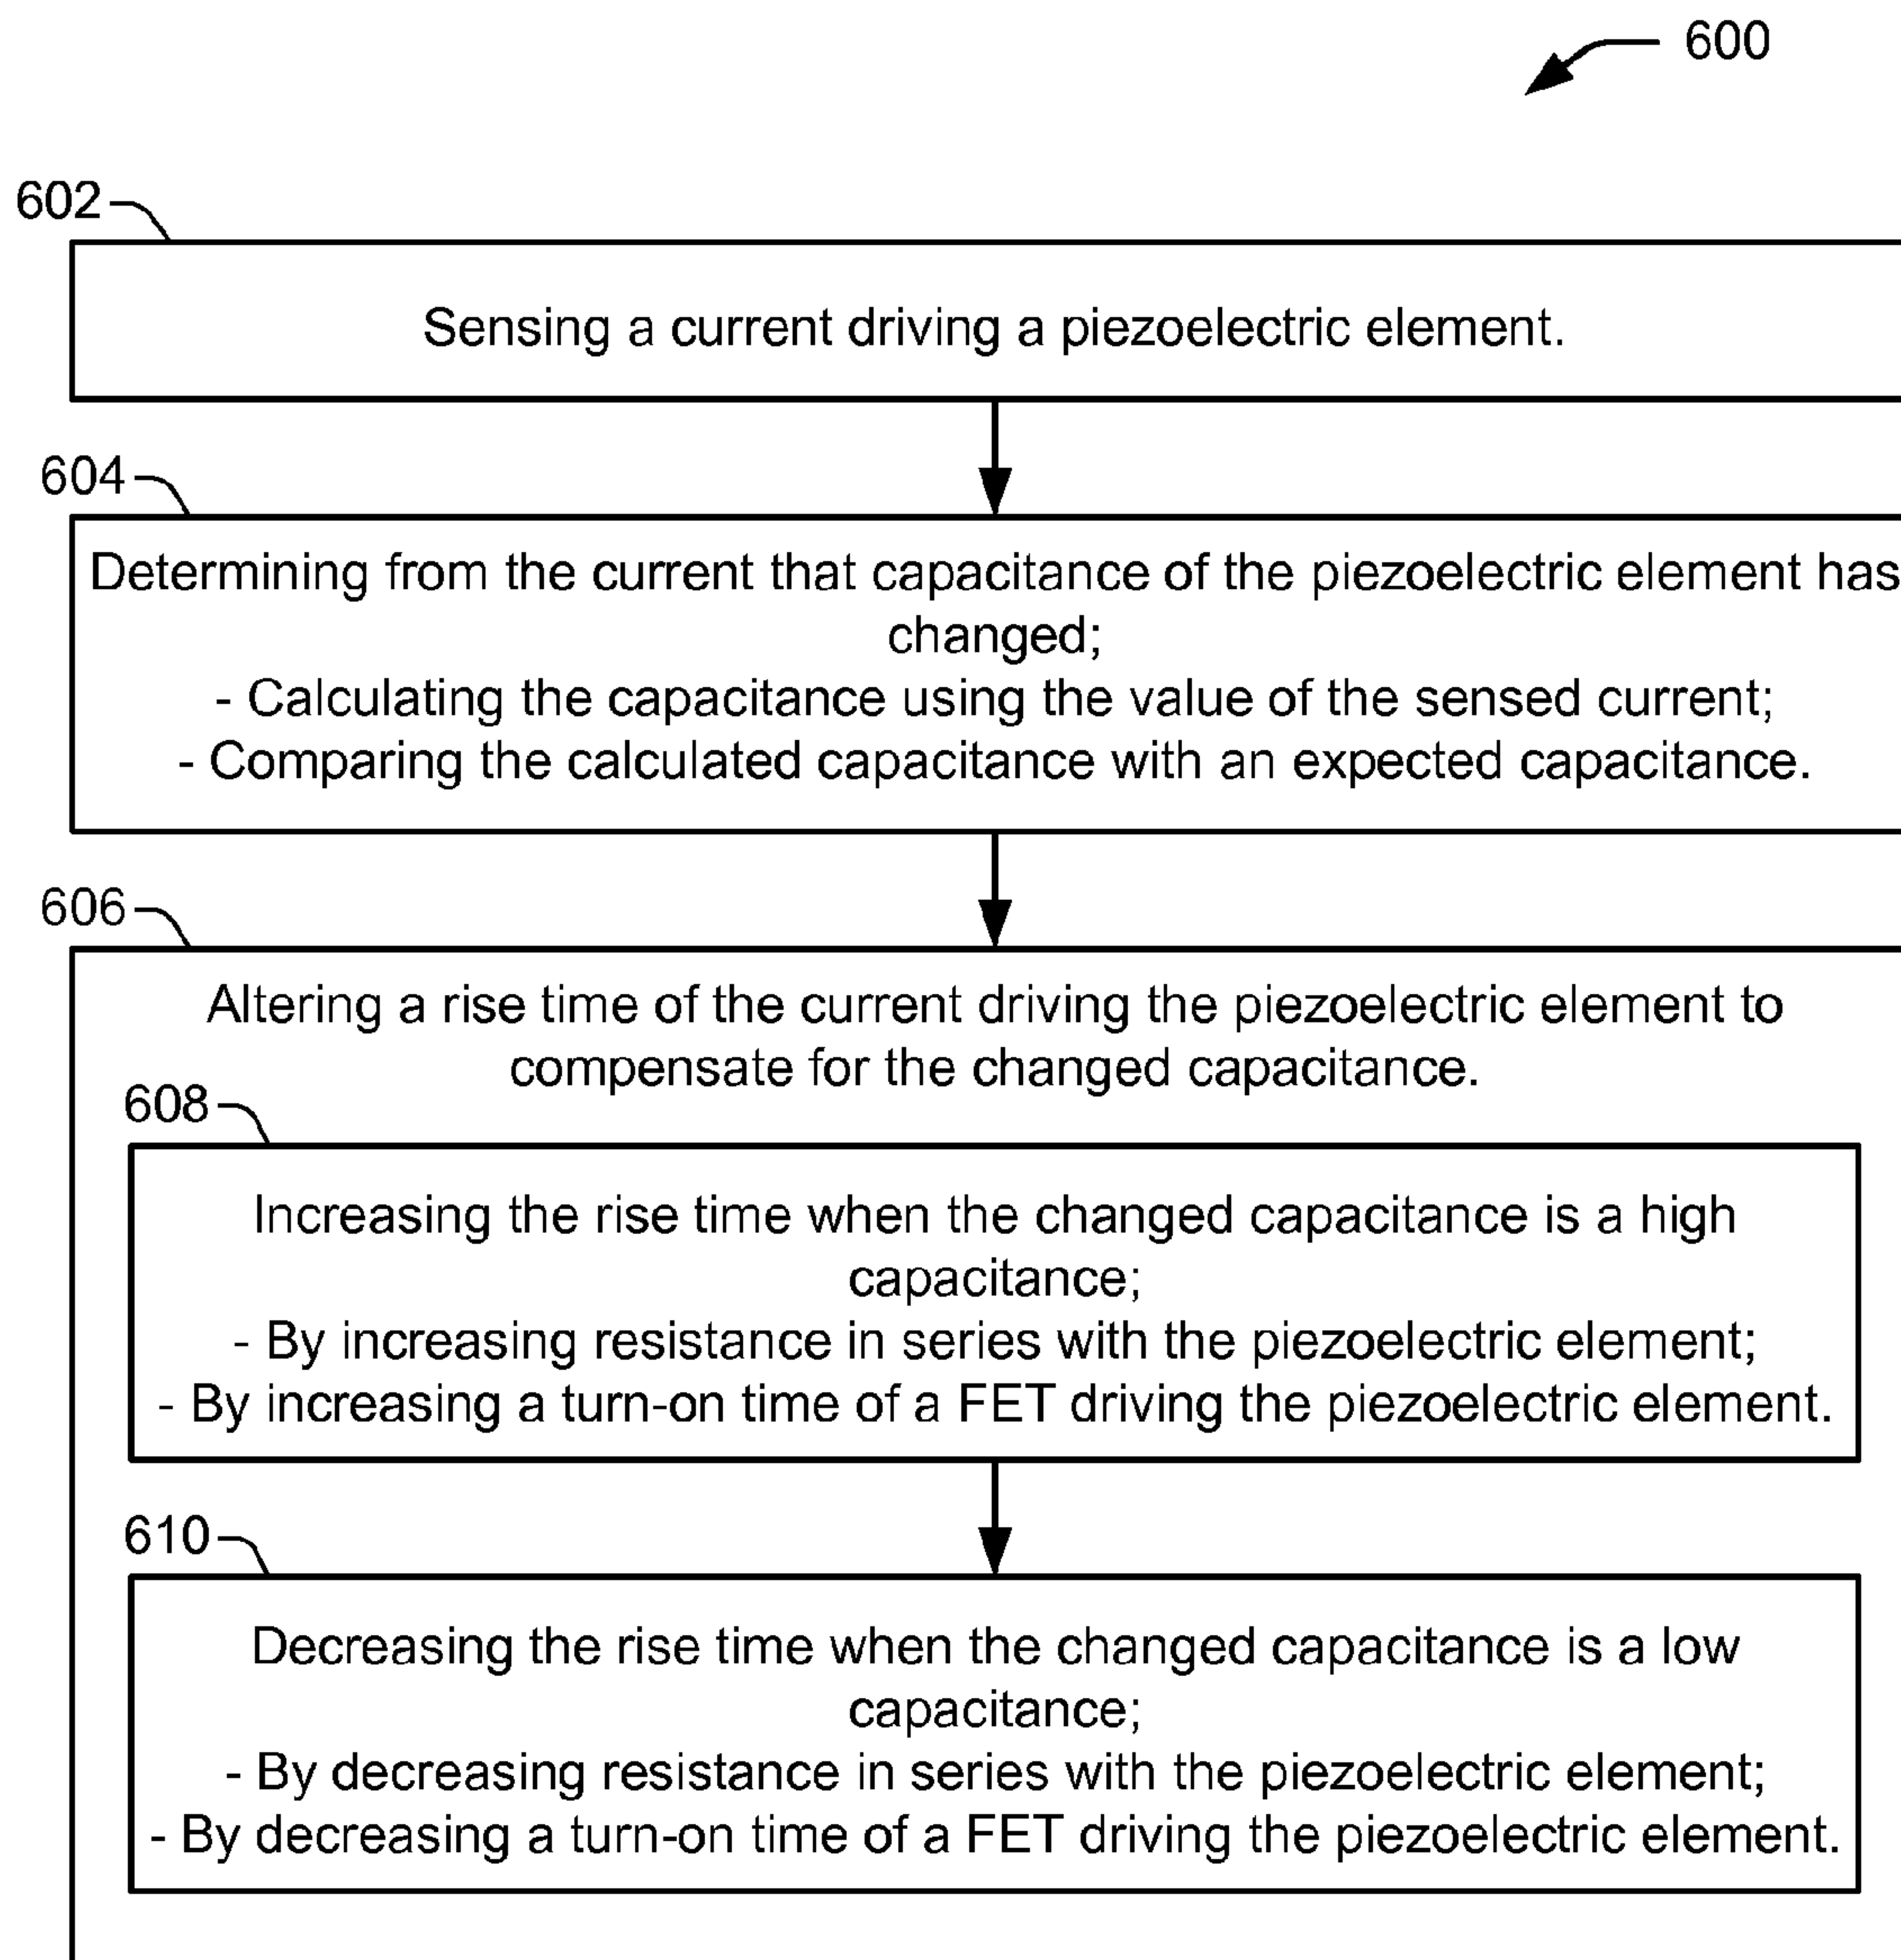 600
602
Sensing a current driving a piezoelectric element.
604
Determining from the current that capacitance of the piezoelectric element has
changed;
- Calculating the capacitance using the value of the sensed current;
- Comparing the calculated capacitance with an expected capacitance.
606
Altering a rise time of the current driving the piezoelectric element to
compensate for the changed capacitance.
608
Increasing the rise time when the changed capacitance is a high
capacitance;
- By increasing resistance in series with the piezoelectric element;
- By increasing a turn-on time of a FET driving the piezoelectric element.
610
Decreasing the rise time when the changed capacitance is a low
capacitance;
- By decreasing resistance in series with the piezoelectric element;
- By decreasing a turn-on time of a FET driving the piezoelectric element.